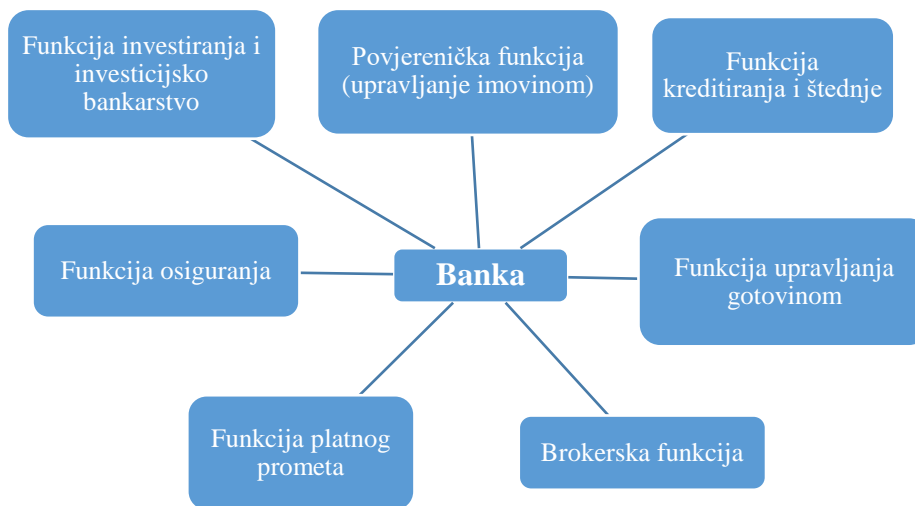 Funkcija investiranja i
investicijsko
bankarstvo
Povjerenička funkcija
(upravljanje imovinom)
Funkcija
kreditiranja i štednje
Funkcija osiguranja
Banka
Funkcija upravljanja
gotovinom
Funkcija platnog
prometa
Brokerska funkcija